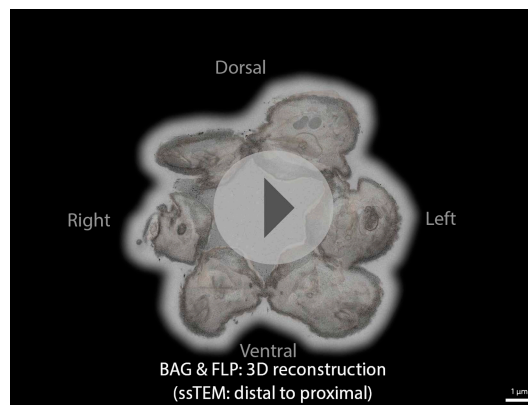 Dorsal
Right
Left
Ventral
BAG & FLP: 3D reconstruction
(ssTEM: distal to proximal)
1 µm